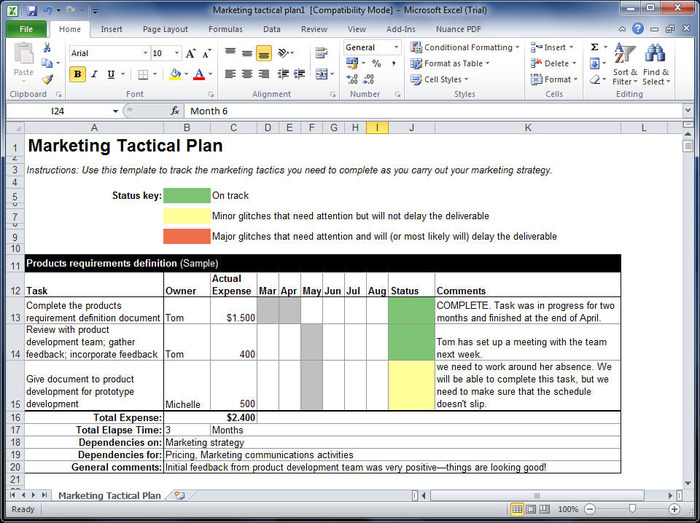 Marketing tactical plan1 [Compatibility Mode] - Microsoft Excel (Trial)
File Home Insert Page Layout Formulas Data Review View Add-Ins Nuance PDF
Paste
Arial 10 A A
B I U
General
$ % ,
Conditional Formatting
Format as Table
Cell Styles
Insert
Delete
Format
Σ
Sort & Filter
Find & Select
Clipboard Font Alignment Number Styles Cells Editing
I24 fx Month 6
A B C D E F G H I J K L
1 Marketing Tactical Plan
2
3 Instructions: Use this template to track the marketing tactics you need to complete as you carry out your marketing strategy.
4
5 Status key: On track
7 Minor glitches that need attention but will not delay the deliverable
9 Major glitches that need attention and will (or most likely will) delay the deliverable
10
11 Products requirements definition (Sample)
12 Task Owner Actual Expense Mar Apr May Jun Jul Aug Status Comments
13 Complete the products requirement definition document Tom $1.500 COMPLETE. Task was in progress for two months and finished at the end of April.
14 Review with product development team; gather feedback; incorporate feedback Tom 400 Tom has set up a meeting with the team next week.
15 Give document to product development for prototype development Michelle 500 we need to work around her absence. We will be able to complete this task, but we need to make sure that the schedule doesn't slip.
16 Total Expense: $2.400
17 Total Elapse Time: 3 Months
18 Dependencies on: Marketing strategy
19 Dependencies for: Pricing, Marketing communications activities
20 General comments: Initial feedback from product development team was very positive—things are looking good!
21
Marketing Tactical Plan
Ready 100%